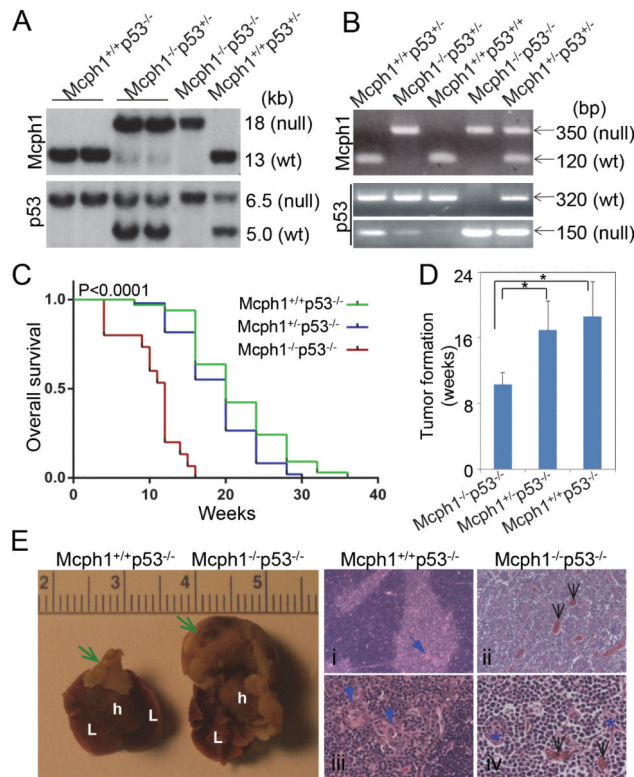 A
Mcph1+/+p53-/-
Mcph1-/-p53+/-
Mcph1-/-p53-/-
Mcph1+/+p53+/-
(kb)
Mcph1
18 (null)
13 (wt)
p53
6.5 (null)
5.0 (wt)
B
Mcph1+/+p53+/-
Mcph1-/-p53+/-
Mcph1+/+p53+/+
Mcph1-/-p53-/-
Mcph1+/-p53+/-
(bp)
Mcph1
350 (null)
120 (wt)
p53
320 (wt)
150 (null)
C
P<0.0001
Mcph1+/+p53-/-
Mcph1+/-p53-/-
Mcph1-/-p53-/-
Overall survival
1.0
0.5
0.0
0 10 20 30 40
Weeks
D
Tumor formation
(weeks)
24
16
8
0
* *
Mcph1-/-p53-/-
Mcph1+/-p53-/-
Mcph1+/+p53-/-
E
Mcph1+/+p53-/- Mcph1-/-p53-/-
2 3 4 5
h
L L
h
L
Mcph1+/+p53-/- Mcph1-/-p53-/-
i ii
iii iv
* *